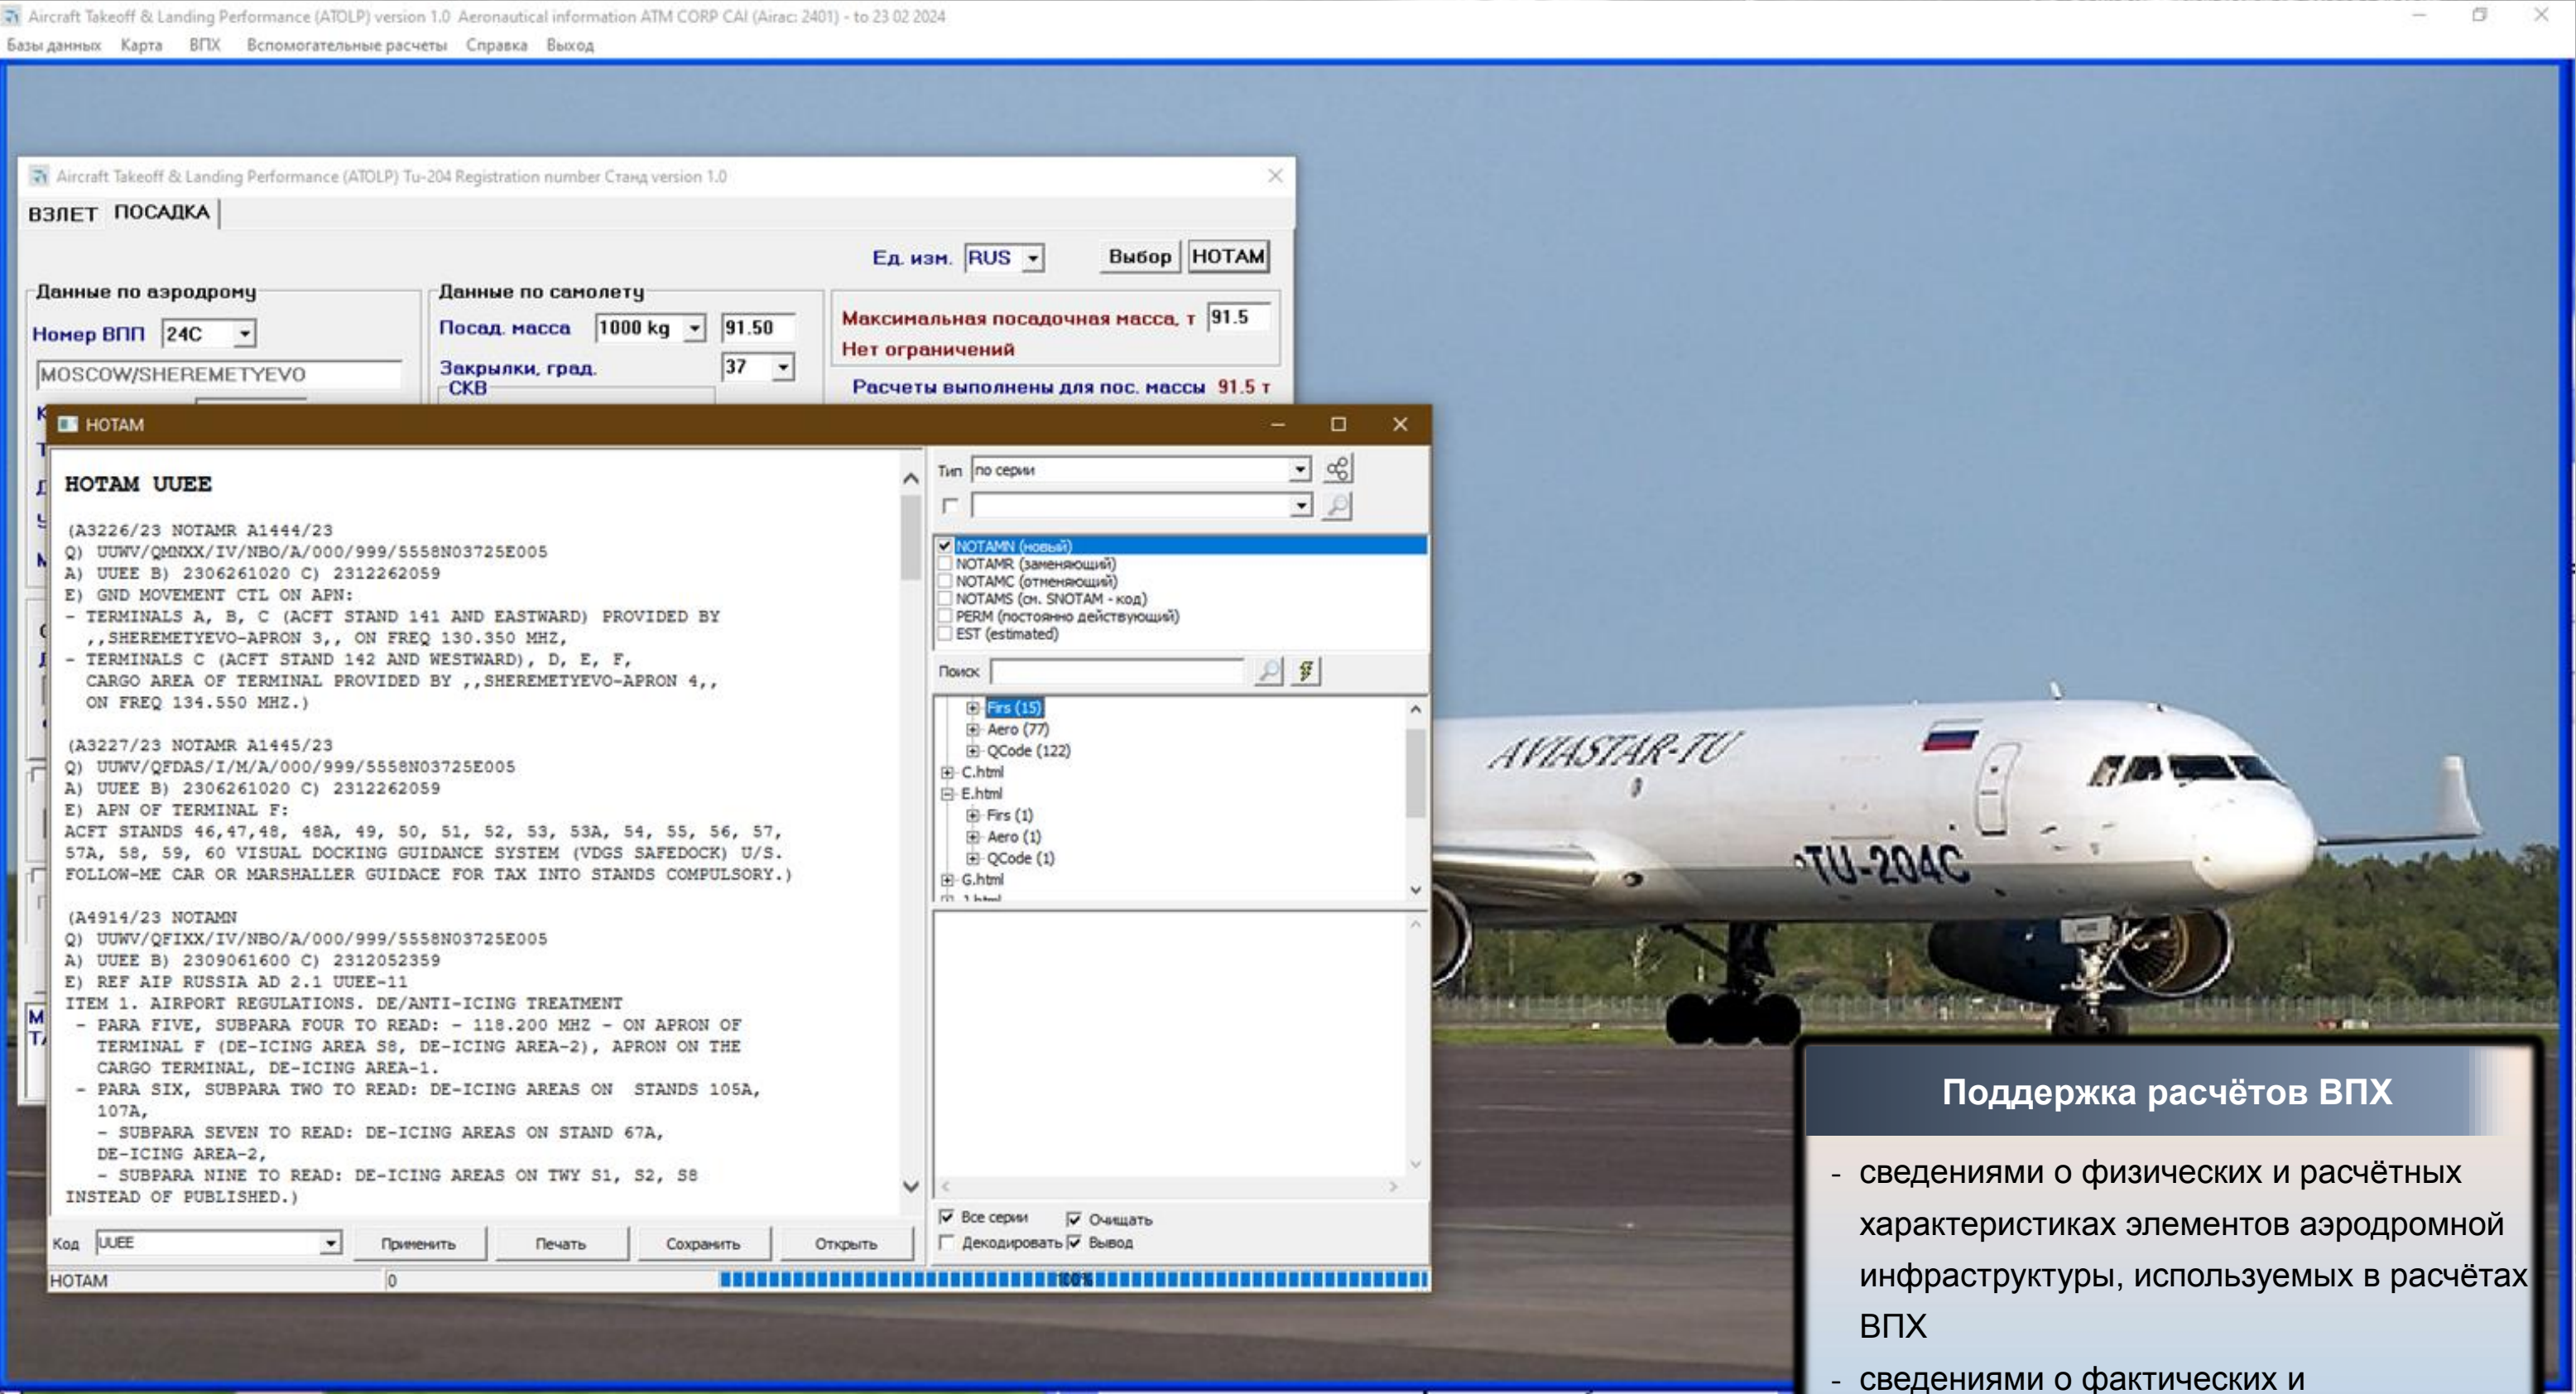 Aircraft Takeoff & Landing Performance (ATOLP) version 1.0 Aeronautical information ATM CORP CAI (Airac: 2401) - to 23 02 2024
Базы данных Карта ВПХ Вспомогательные расчеты Справка Выход
Aircraft Takeoff & Landing Performance (ATOLP) Tu-204 Registration number Станд version 1.0
ВЗЛЕТ ПОСАДКА
Ед. изм. RUS Выбор НОТАМ
Данные по аэродрому
Номер ВПП 24C
MOSCOW/SHEREMETYEVO
Данные по самолету
Посад. масса 1000 kg 91.50
Закрылки, град. 37
СКВ
Максимальная посадочная масса, т 91.5
Нет ограничений
Расчеты выполнены для пос. массы 91.5 т
НОТАМ
НОТАМ UUEE
(A3226/23 NOTAMR A1444/23
Q) UUWV/QMNXX/IV/NBO/A/000/999/5558N03725E005
A) UUEE B) 2306261020 C) 2312262059
E) GND MOVEMENT CTL ON APN:
- TERMINALS A, B, C (ACFT STAND 141 AND EASTWARD) PROVIDED BY
,,SHEREMETYEVO-APRON 3,, ON FREQ 130.350 MHZ,
- TERMINALS C (ACFT STAND 142 AND WESTWARD), D, E, F,
CARGO AREA OF TERMINAL PROVIDED BY ,,SHEREMETYEVO-APRON 4,,
ON FREQ 134.550 MHZ.)
(A3227/23 NOTAMR A1445/23
Q) UUWV/QFDAS/I/M/A/000/999/5558N03725E005
A) UUEE B) 2306261020 C) 2312262059
E) APN OF TERMINAL F:
ACFT STANDS 46,47,48, 48A, 49, 50, 51, 52, 53, 53A, 54, 55, 56, 57,
57A, 58, 59, 60 VISUAL DOCKING GUIDANCE SYSTEM (VDGS SAFEDOCK) U/S.
FOLLOW-ME CAR OR MARSHALLER GUIDACE FOR TAX INTO STANDS COMPULSORY.)
(A4914/23 NOTAMN
Q) UUWV/QFIXX/IV/NBO/A/000/999/5558N03725E005
A) UUEE B) 2309061600 C) 2312052359
E) REF AIP RUSSIA AD 2.1 UUEE-11
ITEM 1. AIRPORT REGULATIONS. DE/ANTI-ICING TREATMENT
- PARA FIVE, SUBPARA FOUR TO READ: - 118.200 MHZ - ON APRON OF
TERMINAL F (DE-ICING AREA S8, DE-ICING AREA-2), APRON ON THE
CARGO TERMINAL, DE-ICING AREA-1.
- PARA SIX, SUBPARA TWO TO READ: DE-ICING AREAS ON STANDS 105A,
107A,
- SUBPARA SEVEN TO READ: DE-ICING AREAS ON STAND 67A,
DE-ICING AREA-2,
- SUBPARA NINE TO READ: DE-ICING AREAS ON TWY S1, S2, S8
INSTEAD OF PUBLISHED.)
Код UUEE Применить Печать Сохранить Открыть
НОТАМ 0 100%
Тип по серии
NOTAMN (новый)
NOTAMR (заменяющий)
NOTAMC (отменяющий)
NOTAMS (см. SNOTAM - код)
PERM (постоянно действующий)
EST (estimated)
Поиск
Firs (15)
Aero (77)
QCode (122)
C.html
E.html
Firs (1)
Aero (1)
QCode (1)
G.html
Все серии Очищать
Декодировать Вывод
AVIASTAR-TU
TU-204C
Поддержка расчётов ВПХ
- сведениями о физических и расчётных
характеристиках элементов аэродромной
инфраструктуры, используемых в расчётах
ВПХ
- сведениями о фактических и